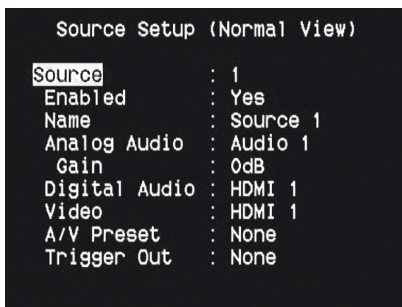 Source Setup (Normal View)
Source : 1
Enabled : Yes
Name : Source 1
Analog Audio : Audio 1
Gain : 0dB
Digital Audio : HDMI 1
Video : HDMI 1
A/V Preset : None
Trigger Out : None